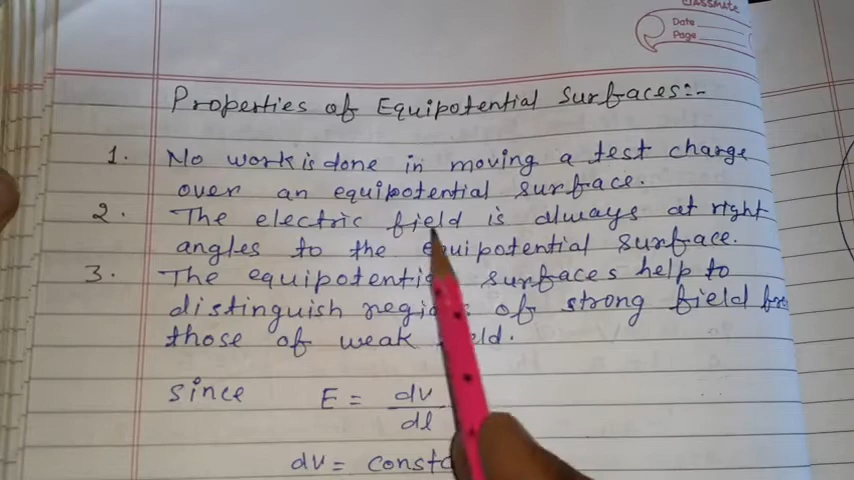 classmate
Date
Page
Properties of Equipotential Surfaces:-
1. No work is done in moving a test charge
over an equipotential surface.
2. The electric field is always at right
angles to the equipotential surface.
3. The surfaces help to
distinguish of strong field
those of weak
since E = dv
dl
dv =